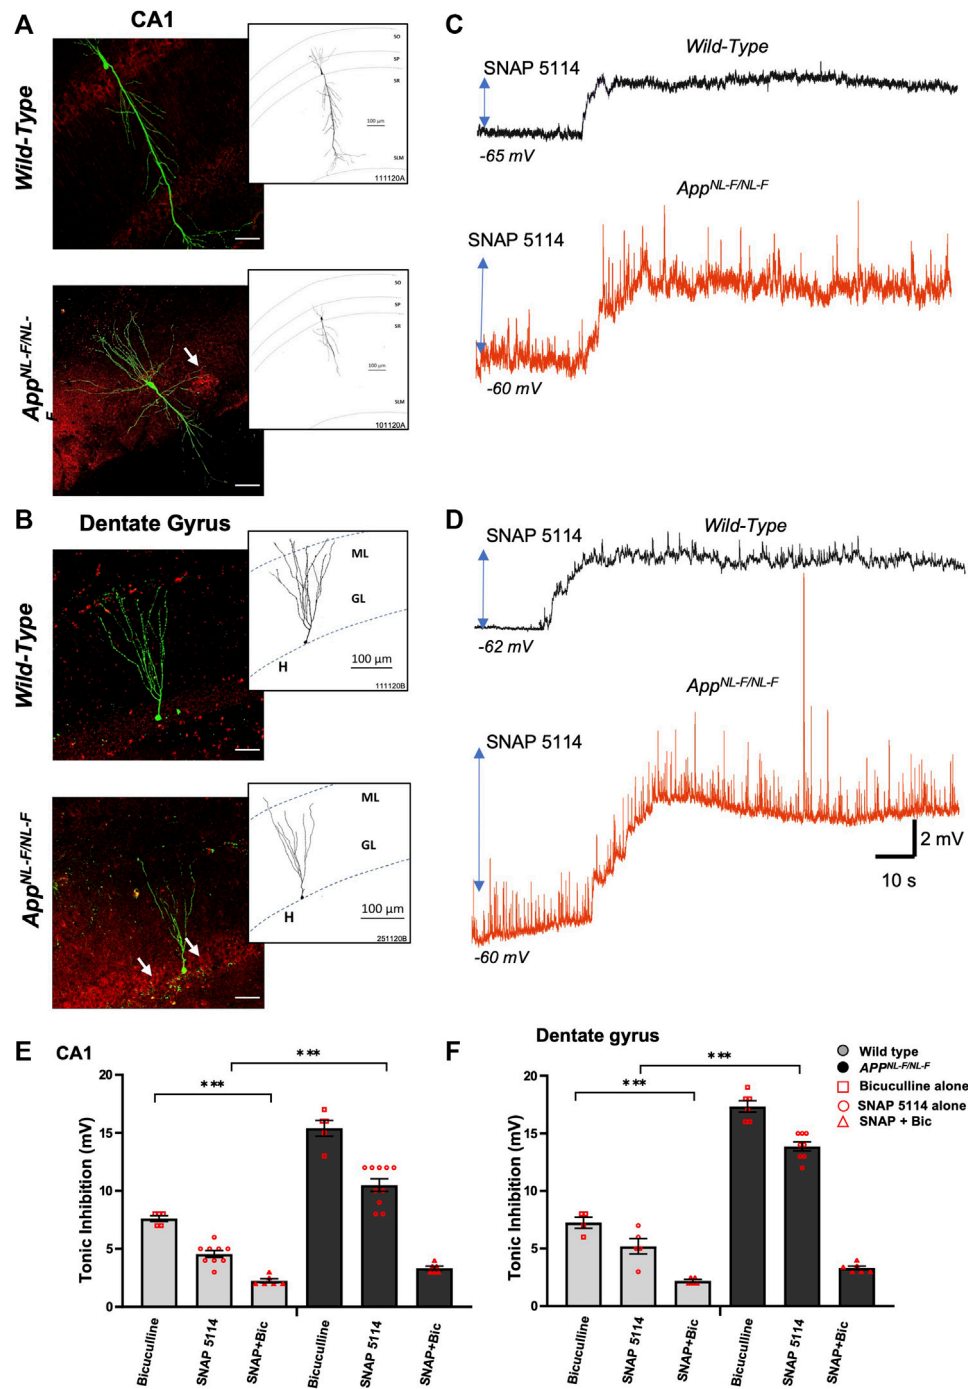 A
CA1
Wild-Type
SO
SP
SR
100 µm
SLM
111120A
App^NL-F/NL-F
SO
SP
SR
100 µm
SLM
101120A
B
Dentate Gyrus
Wild-Type
ML
GL
H
100 µm
111120B
App^NL-F/NL-F
ML
GL
H
100 µm
251120B
C
Wild-Type
SNAP 5114
-65 mV
App^NL-F/NL-F
SNAP 5114
-60 mV
D
Wild-Type
SNAP 5114
-62 mV
App^NL-F/NL-F
SNAP 5114
2 mV
10 s
-60 mV
E
CA1
***
***
20
15
10
5
0
Tonic Inhibition (mV)
Bicuculline
SNAP 5114
SNAP+Bic
Bicuculline
SNAP 5114
SNAP+Bic
F
Dentate gyrus
***
***
20
15
10
5
0
Tonic Inhibition (mV)
Bicuculline
SNAP 5114
SNAP+Bic
Bicuculline
SNAP 5114
SNAP+Bic
Wild type
APP^NL-F/NL-F
Bicuculline alone
SNAP 5114 alone
SNAP + Bic